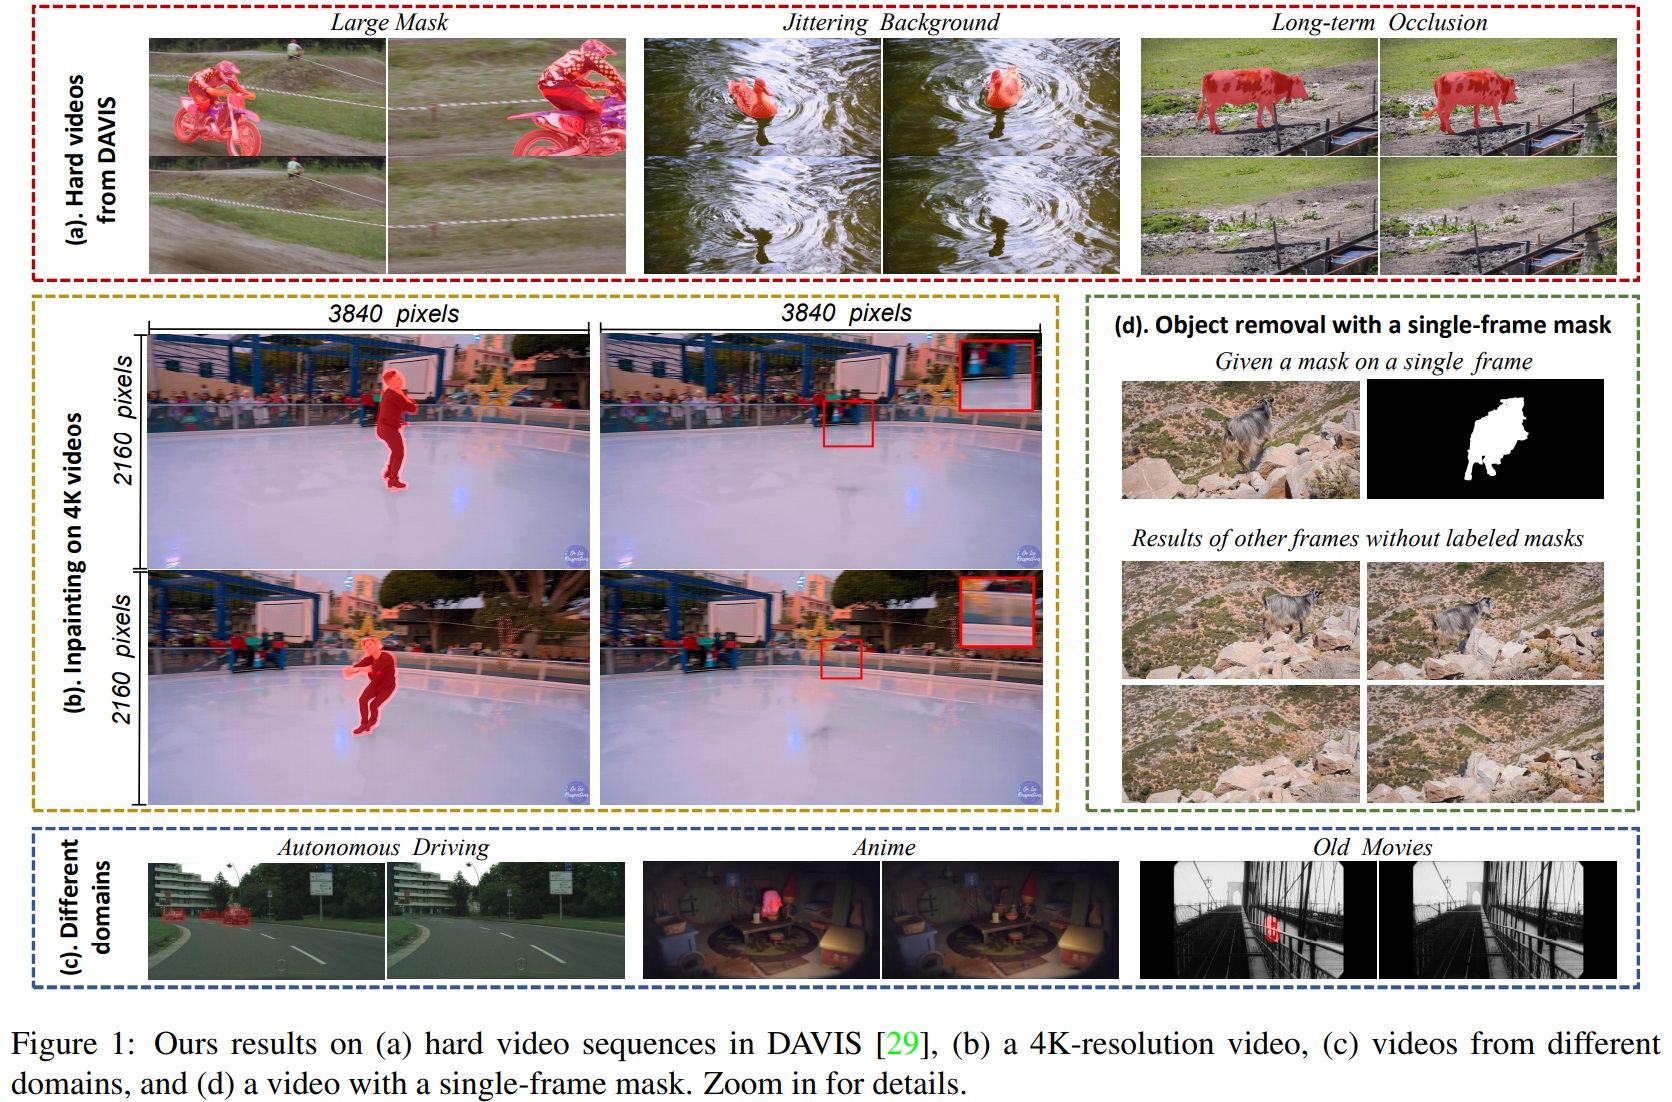 Large Mask
Jittering Background
Long-term Occlusion
(a). Hard videos
from DAVIS
3840 pixels
3840 pixels
2160 pixels
2160 pixels
(b). Inpainting on 4K videos
(d). Object removal with a single-frame mask
Given a mask on a single frame
Results of other frames without labeled masks
(c). Different
domains
Autonomous Driving
Anime
Old Movies
Figure 1: Ours results on (a) hard video sequences in DAVIS [29], (b) a 4K-resolution video, (c) videos from different
domains, and (d) a video with a single-frame mask. Zoom in for details.